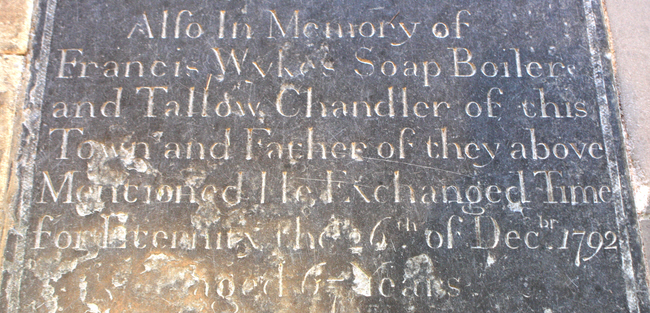 Alſo In Memory of
Francis Wykes Soap Boiler
and Tallow Chandler of this
Town and Father of they above
Mentioned He Exchanged Time
for Eternity the 26th of Decbr. 1792
aged Years